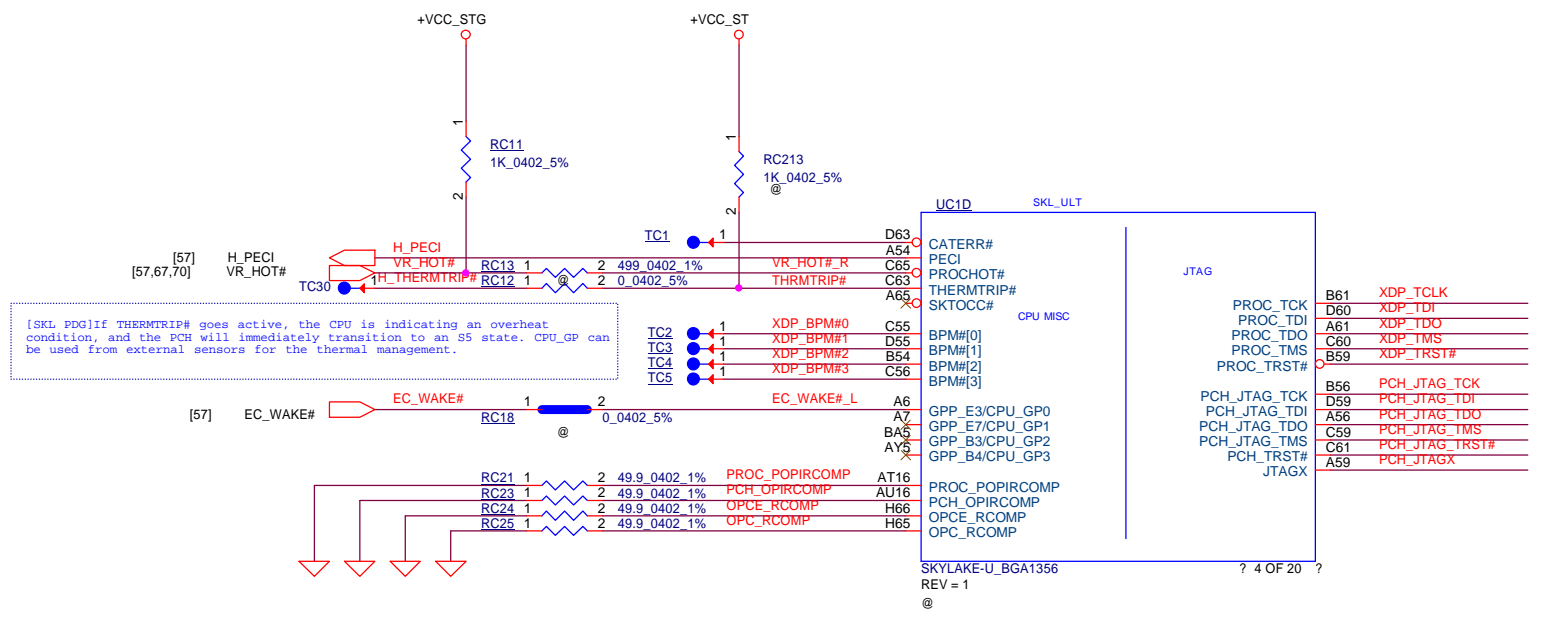 +VCC_STG
+VCC_ST
1
RC11
1K_0402_5%
2
1
RC213
1K_0402_5%
@
2
UC1D
SKL_ULT
TC1
1
D63
CATERR#
[57]
H_PECI
H_PECI
A54
PECI
[57,67,70]
VR_HOT#
VR_HOT#
RC13
1
2
499_0402_1%
VR_HOT#_R
C65
PROCHOT#
JTAG
TC30
1
H_THERMTRIP#
RC12
1
@
2
0_0402_5%
THRMTRIP#
C63
THERMTRIP#
A65
SKTOCC#
CPU MISC
[SKL PDG]If THERMTRIP# goes active, the CPU is indicating an overheat
condition, and the PCH will immediately transition to an S5 state. CPU_GP can
be used from external sensors for the thermal management.
TC2
1
XDP_BPM#0
C55
BPM#[0]
TC3
1
XDP_BPM#1
D55
BPM#[1]
TC4
1
XDP_BPM#2
B54
BPM#[2]
TC5
1
XDP_BPM#3
C56
BPM#[3]
[57]
EC_WAKE#
EC_WAKE#
1
RC18
2
0_0402_5%
@
EC_WAKE#_L
A6
GPP_E3/CPU_GP0
A7
GPP_E7/CPU_GP1
BA5
GPP_B3/CPU_GP2
AY5
GPP_B4/CPU_GP3
RC21
1
2
49.9_0402_1%
PROC_POPIRCOMP
AT16
PROC_POPIRCOMP
RC23
1
2
49.9_0402_1%
PCH_OPIRCOMP
AU16
PCH_OPIRCOMP
RC24
1
2
49.9_0402_1%
OPCE_RCOMP
H66
OPCE_RCOMP
RC25
1
2
49.9_0402_1%
OPC_RCOMP
H65
OPC_RCOMP
PROC_TCK
B61
XDP_TCLK
PROC_TDI
D60
XDP_TDI
PROC_TDO
A61
XDP_TDO
PROC_TMS
C60
XDP_TMS
PROC_TRST#
B59
XDP_TRST#
PCH_JTAG_TCK
B56
PCH_JTAG_TCK
PCH_JTAG_TDI
D59
PCH_JTAG_TDI
PCH_JTAG_TDO
A56
PCH_JTAG_TDO
PCH_JTAG_TMS
C59
PCH_JTAG_TMS
PCH_TRST#
C61
PCH_JTAG_TRST#
JTAGX
A59
PCH_JTAGX
SKYLAKE-U_BGA1356
? 4 OF 20 ?
REV = 1
@